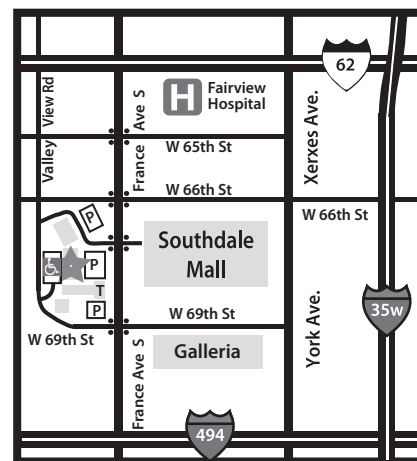 62
Valley
View Rd
France
Ave S
H
Fairview
Hospital
Xerxes Ave.
W 65th St
W 66th St
W 66th St
P
Southdale
Mall
P
T
P
W 69th St
W 69th St
35w
Galleria
York Ave.
France Ave S
494